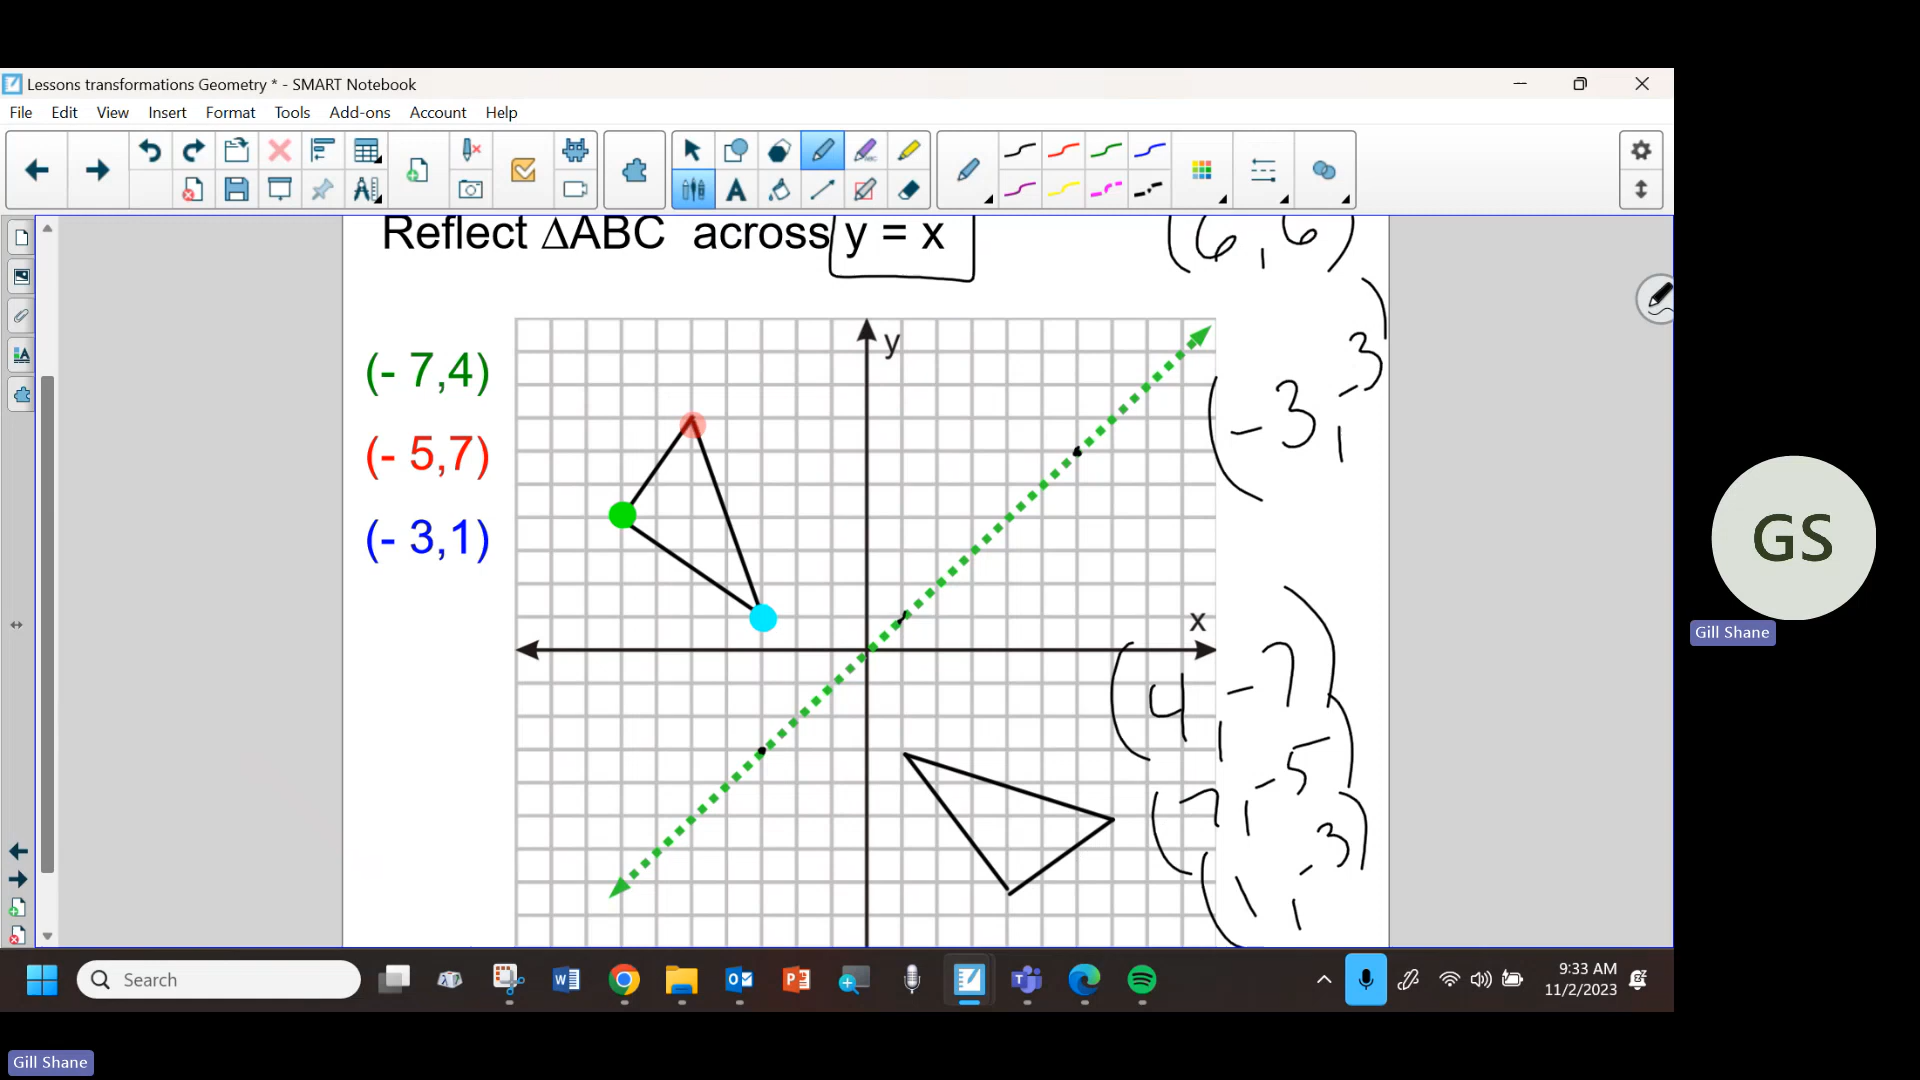 Lessons transformations Geometry * - SMART Notebook
File Edit View Insert Format Tools Add-ons Account Help
Reflect ∆ABC across y = x
(6,6)
y
(- 7,4)
(-3,-3)
(- 5,7)
(- 3,1)
x
(4,-7)
(7,-5)
(1,-3)
GS
Gill Shane
Search
9:33 AM
11/2/2023
Gill Shane